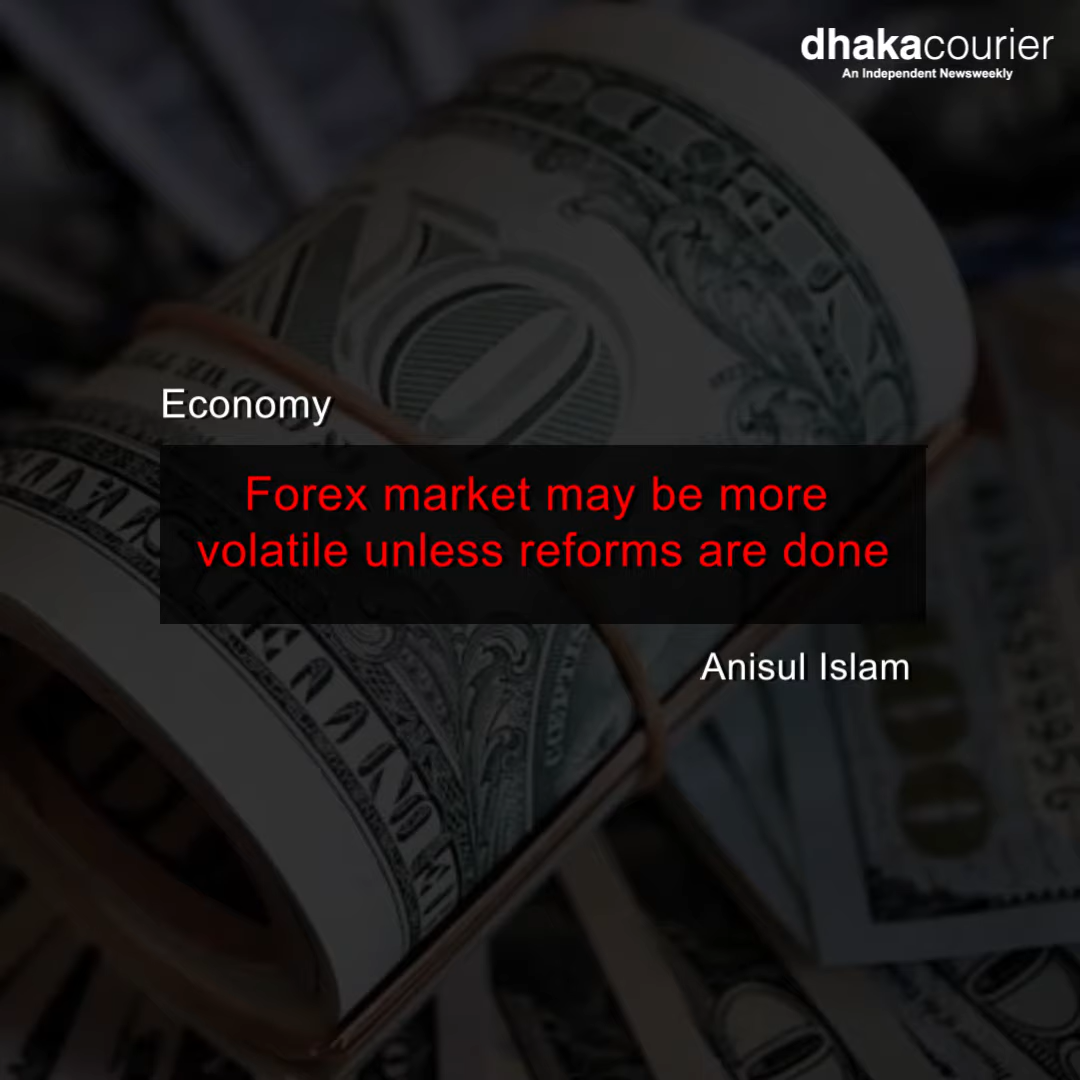 dhakacourier
An Independent Newsweekly
Economy
Forex market may be more
volatile unless reforms are done
Anisul Islam